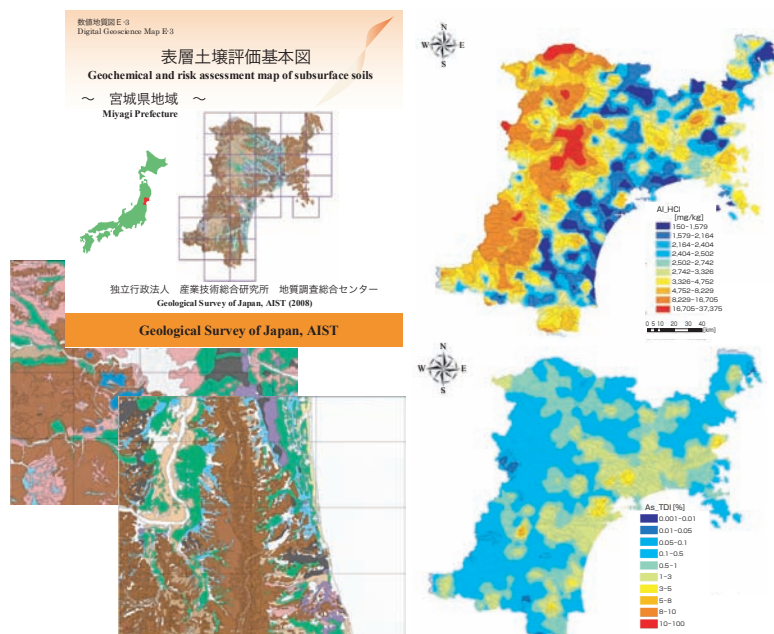 数値地質図 E-3
Digital Geoscience Map E-3
表層土壌評価基本図
Geochemical and risk assessment map of subsurface soils
～ 宮城県地域 ～
Miyagi Prefecture
独立行政法人 産業技術総合研究所 地質調査総合センター
Geological Survey of Japan, AIST (2008)
Geological Survey of Japan, AIST
N
W E
S
Al_HCl
[mg/kg]
150-1,579
1,579-2,164
2,164-2,404
2,404-2,502
2,502-2,742
2,742-3,326
3,326-4,752
4,752-8,229
8,229-16,705
16,705-37,375
0 5 10 20 30 40
[km]
N
W E
S
As_TDI [%]
0.001-0.01
0.01-0.05
0.05-0.1
0.1-0.5
0.5-1
1-3
3-5
5-8
8-10
10-100